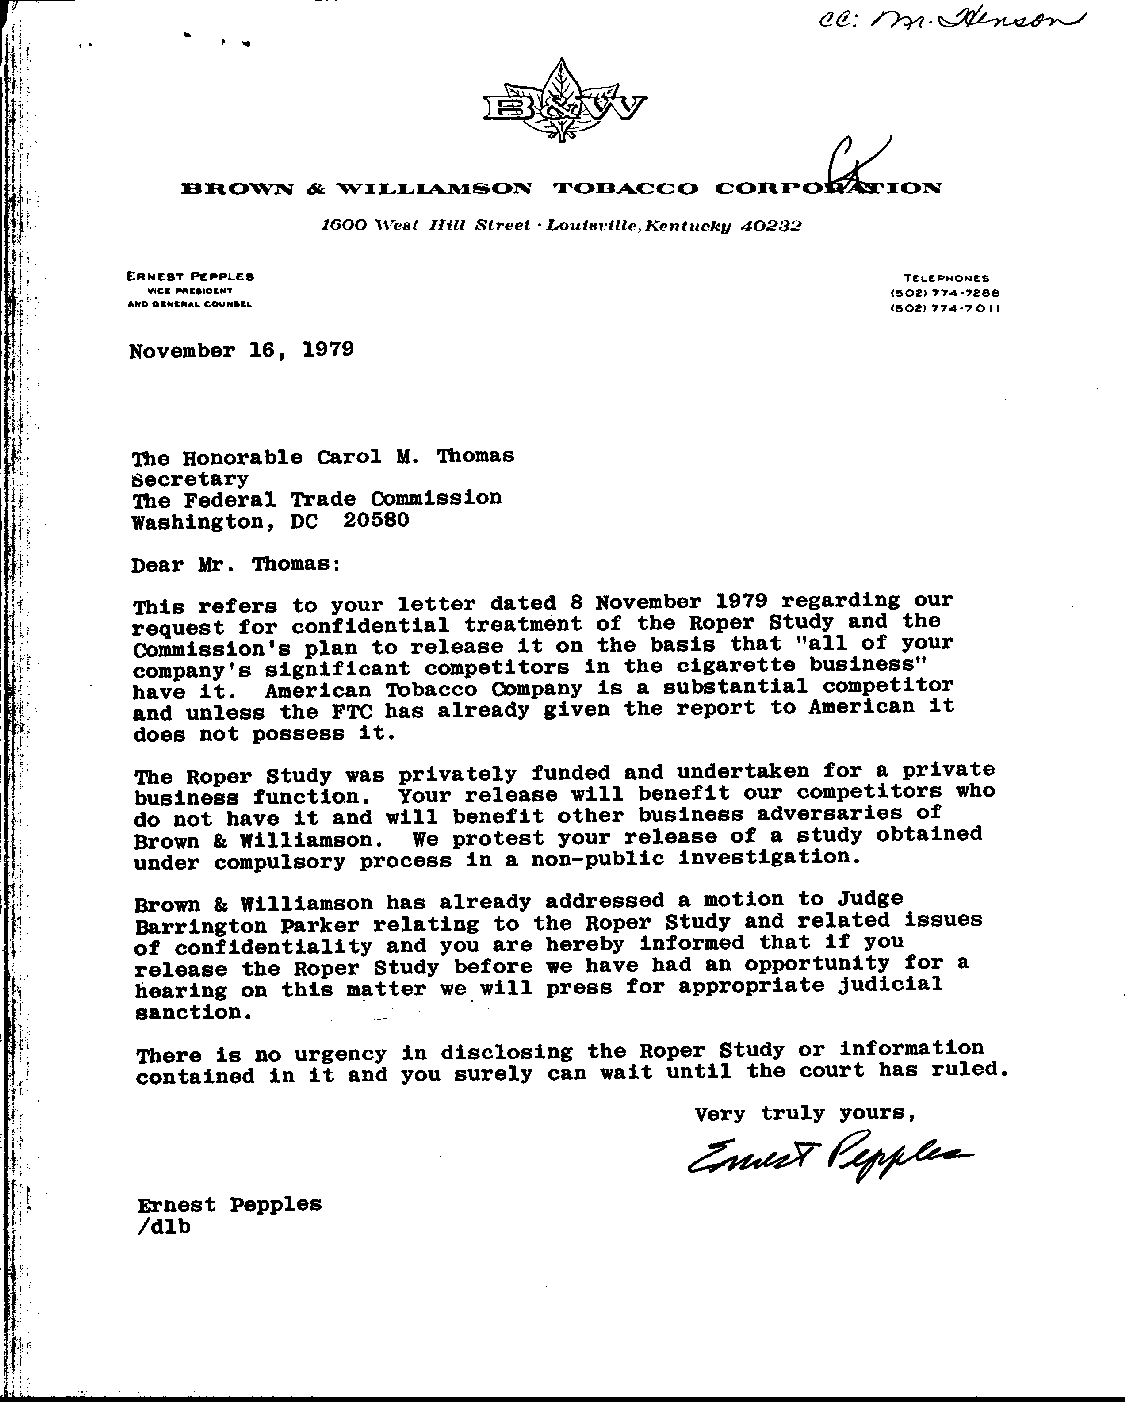 cc: Mr. Henson
B&W
BROWN & WILLIAMSON TOBACCO CORPORATION
1600 West Hill Street · Louisville, Kentucky 40232
ERNEST PEPPLES
VICE PRESIDENT
AND GENERAL COUNSEL
TELEPHONES
(502) 774-7288
(502) 774-7011
November 16, 1979
The Honorable Carol M. Thomas
Secretary
The Federal Trade Commission
Washington, DC 20580
Dear Mr. Thomas:
This refers to your letter dated 8 November 1979 regarding our
request for confidential treatment of the Roper Study and the
Commission's plan to release it on the basis that "all of your
company's significant competitors in the cigarette business"
have it. American Tobacco Company is a substantial competitor
and unless the FTC has already given the report to American it
does not possess it.
The Roper Study was privately funded and undertaken for a private
business function. Your release will benefit our competitors who
do not have it and will benefit other business adversaries of
Brown & Williamson. We protest your release of a study obtained
under compulsory process in a non-public investigation.
Brown & Williamson has already addressed a motion to Judge
Barrington Parker relating to the Roper Study and related issues
of confidentiality and you are hereby informed that if you
release the Roper Study before we have had an opportunity for a
hearing on this matter we will press for appropriate judicial
sanction.
There is no urgency in disclosing the Roper Study or information
contained in it and you surely can wait until the court has ruled.
Very truly yours,
Ernest Pepples
Ernest Pepples
/dlb